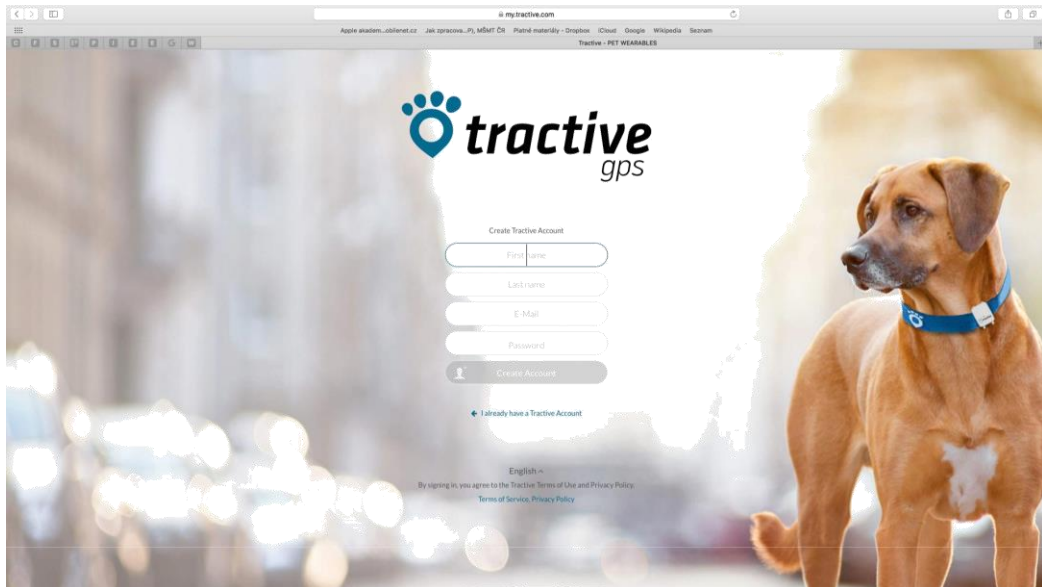 my.tractive.com
Apple akadem...obilenet.cz Jak zpracova...P), MŠMT ČR Platné materiály - Dropbox iCloud Google Wikipedia Seznam
Tractive - PET WEARABLES
tractive
gps
Create Tractive Account
First name
Last name
E-Mail
Password
Create Account
I already have a Tractive Account
English
By signing in, you agree to the Tractive Terms of Use and Privacy Policy.
Terms of Service, Privacy Policy